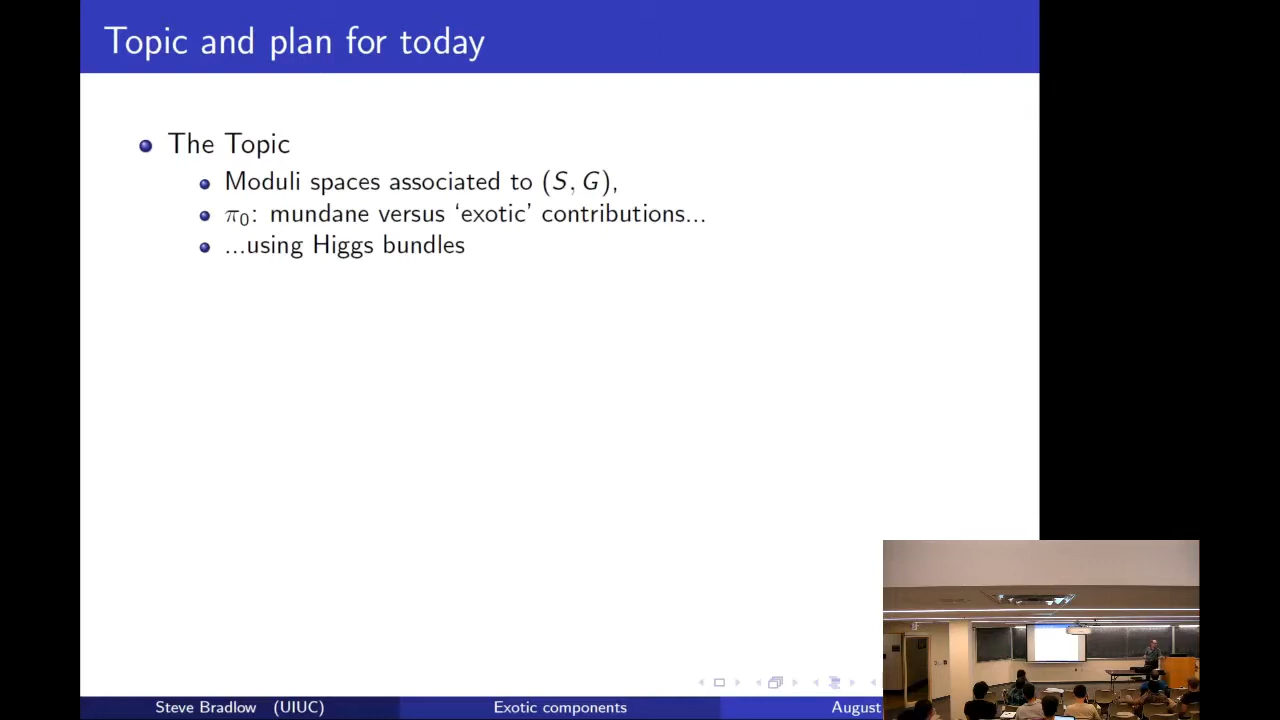 Topic and plan for today
The Topic
Moduli spaces associated to (S, G),
π₀: mundane versus ‘exotic’ contributions...
...using Higgs bundles
Steve Bradlow (UIUC)
Exotic components
August